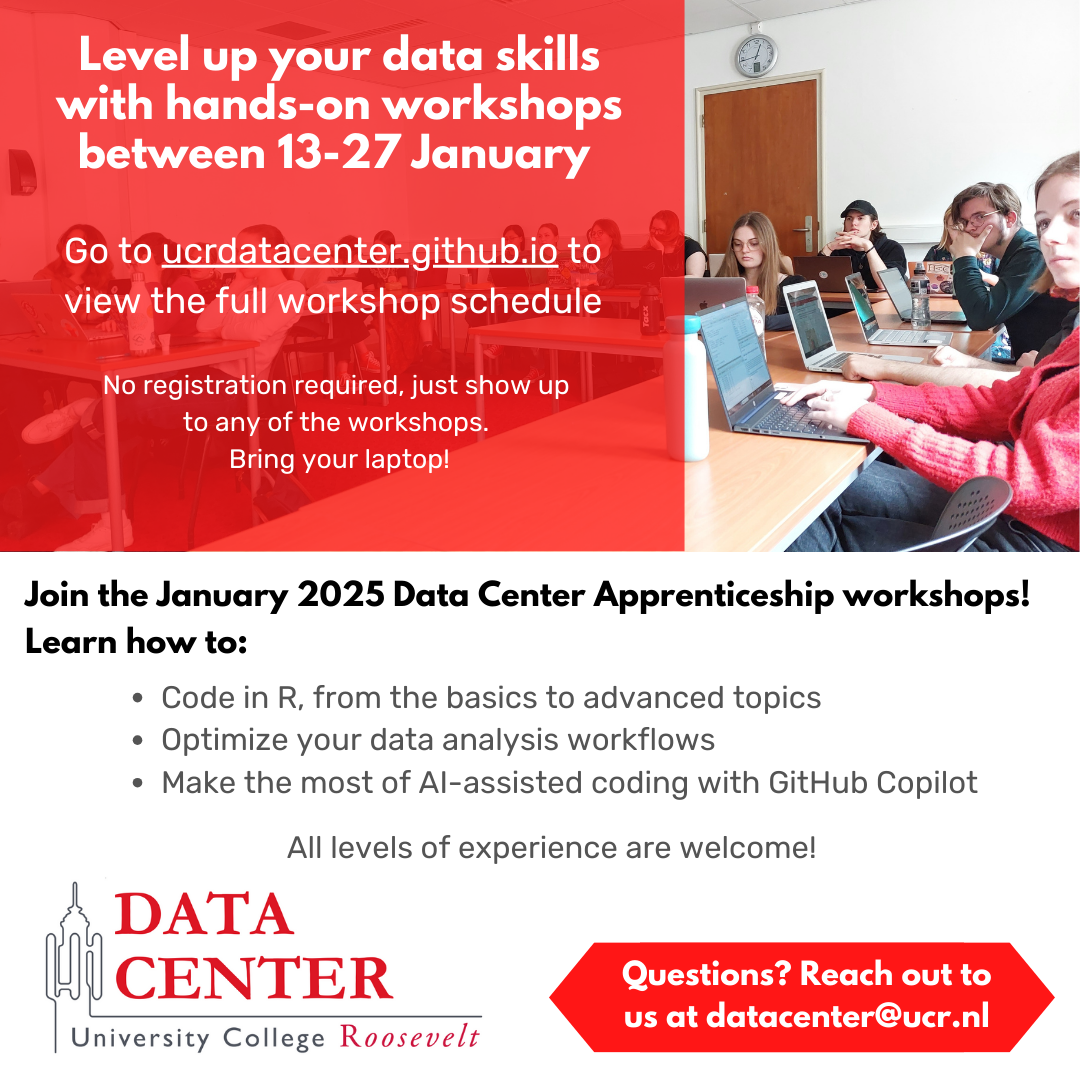 Level up your data skills
with hands-on workshops
between 13-27 January
Go to ucrdatacenter.github.io to
view the full workshop schedule
No registration required, just show up
to any of the workshops.
Bring your laptop!
Join the January 2025 Data Center Apprenticeship workshops!
Learn how to:
• Code in R, from the basics to advanced topics
• Optimize your data analysis workflows
• Make the most of AI-assisted coding with GitHub Copilot
All levels of experience are welcome!
DATA
CENTER
University College Roosevelt
Questions? Reach out to
us at datacenter@ucr.nl